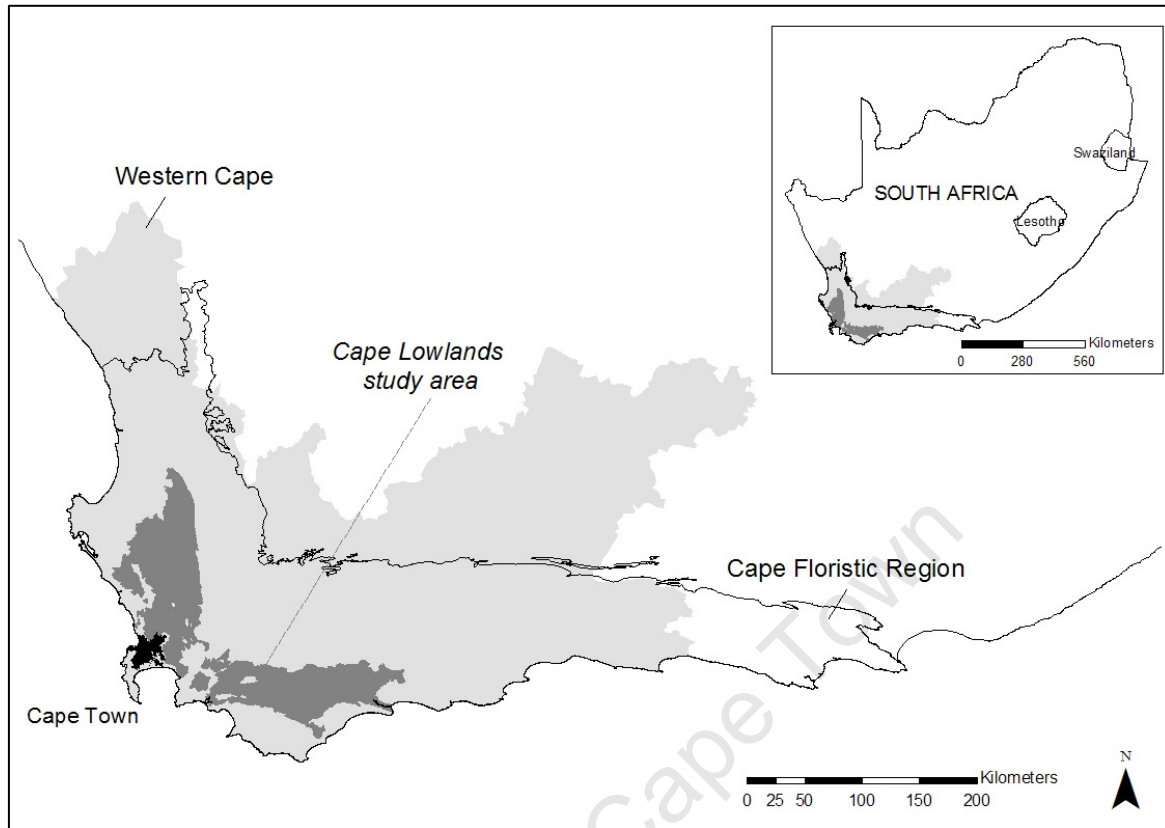 Western Cape
Cape Lowlands
study area
Cape Floristic Region
Cape Town
SOUTH AFRICA
Swaziland
Lesotho
Kilometers
0 280 560
Kilometers
0 25 50 100 150 200
N
Cape Town